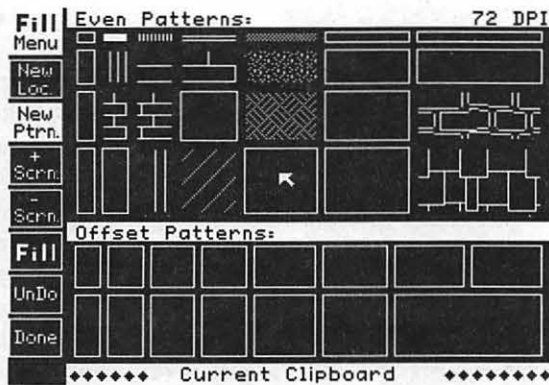 Fill
Menu
New
Loc.
New
Ptrn.
+
Scrn.
-
Scrn.
Fill
UnDo
Done
Even Patterns: 72 DPI
Offset Patterns:
Current Clipboard